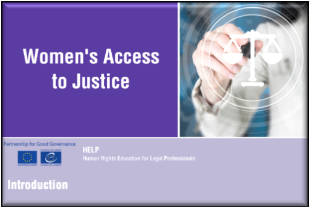 Women's Access
to Justice
Partnership for Good Governance
HELP
Human Rights Education for Legal Professionals
Introduction